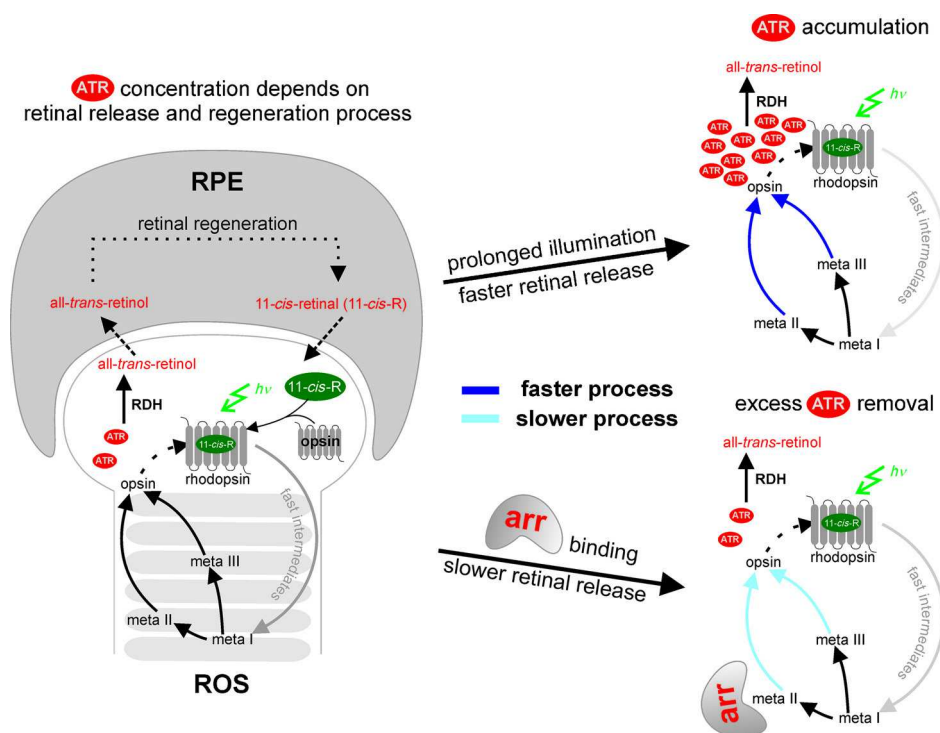 ATR concentration depends on
retinal release and regeneration process
RPE
retinal regeneration
all-trans-retinol
11-cis-retinal (11-cis-R)
all-trans-retinol
RDH
ATR
ATR
hν
11-cis-R
opsin
11-cis-R
rhodopsin
opsin
fast intermediates
meta III
meta II
meta I
ROS
prolonged illumination
faster retinal release
faster process
slower process
arr binding
slower retinal release
ATR accumulation
all-trans-retinol
RDH
hν
ATR
ATR
ATR
ATR
ATR
ATR
ATR
ATR
ATR
ATR
ATR
ATR
11-cis-R
rhodopsin
opsin
fast intermediates
meta III
meta II
meta I
excess ATR removal
all-trans-retinol
RDH
hν
ATR
ATR
11-cis-R
rhodopsin
opsin
fast intermediates
meta III
meta II
meta I
arr